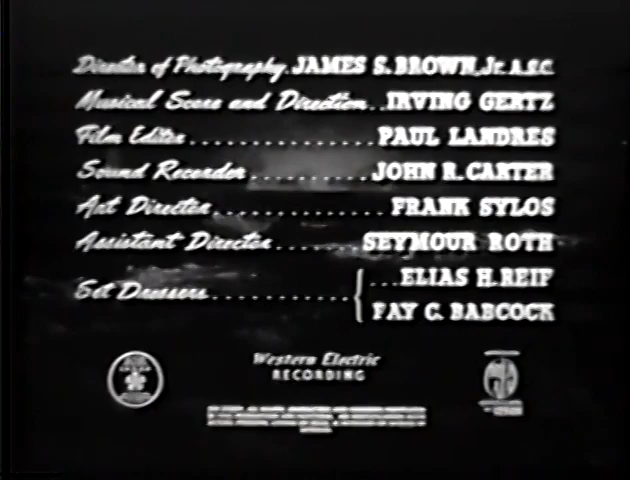 Director of Photography. JAMES S. BROWN, Jr. A.S.C.
Musical Score and Direction..IRVING GERTZ
Film Editor...............PAUL LANDRES
Sound Recorder..........JOHN R. CARTER
Art Director..............FRANK SYLOS
Assistant Director.......SEYMOUR ROTH
Set Dressers............{...ELIAS H. REIF
FAY C. BABCOCK
Western Electric
RECORDING